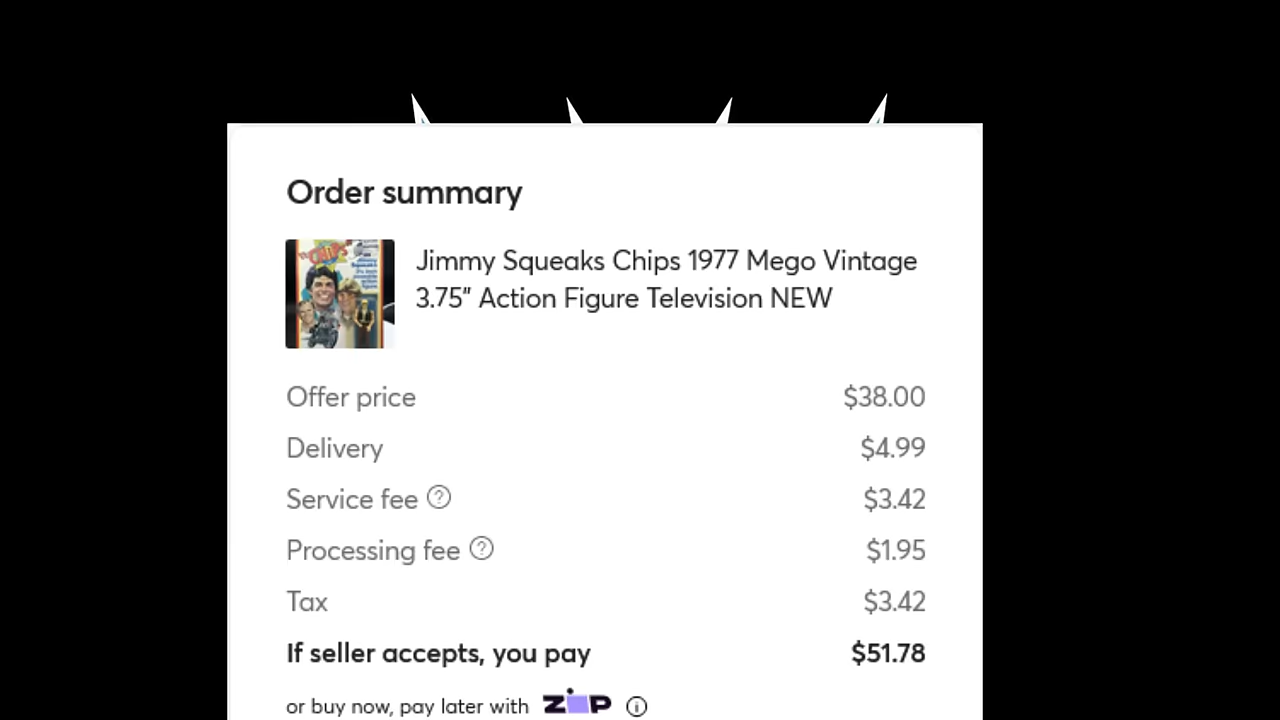 Order summary
"CHiPs"
Jimmy Squeaks Chips 1977 Mego Vintage
3.75" Action Figure Television NEW
Offer price $38.00
Delivery $4.99
Service fee ? $3.42
Processing fee ? $1.95
Tax $3.42
If seller accepts, you pay $51.78
or buy now, pay later with ZIP i